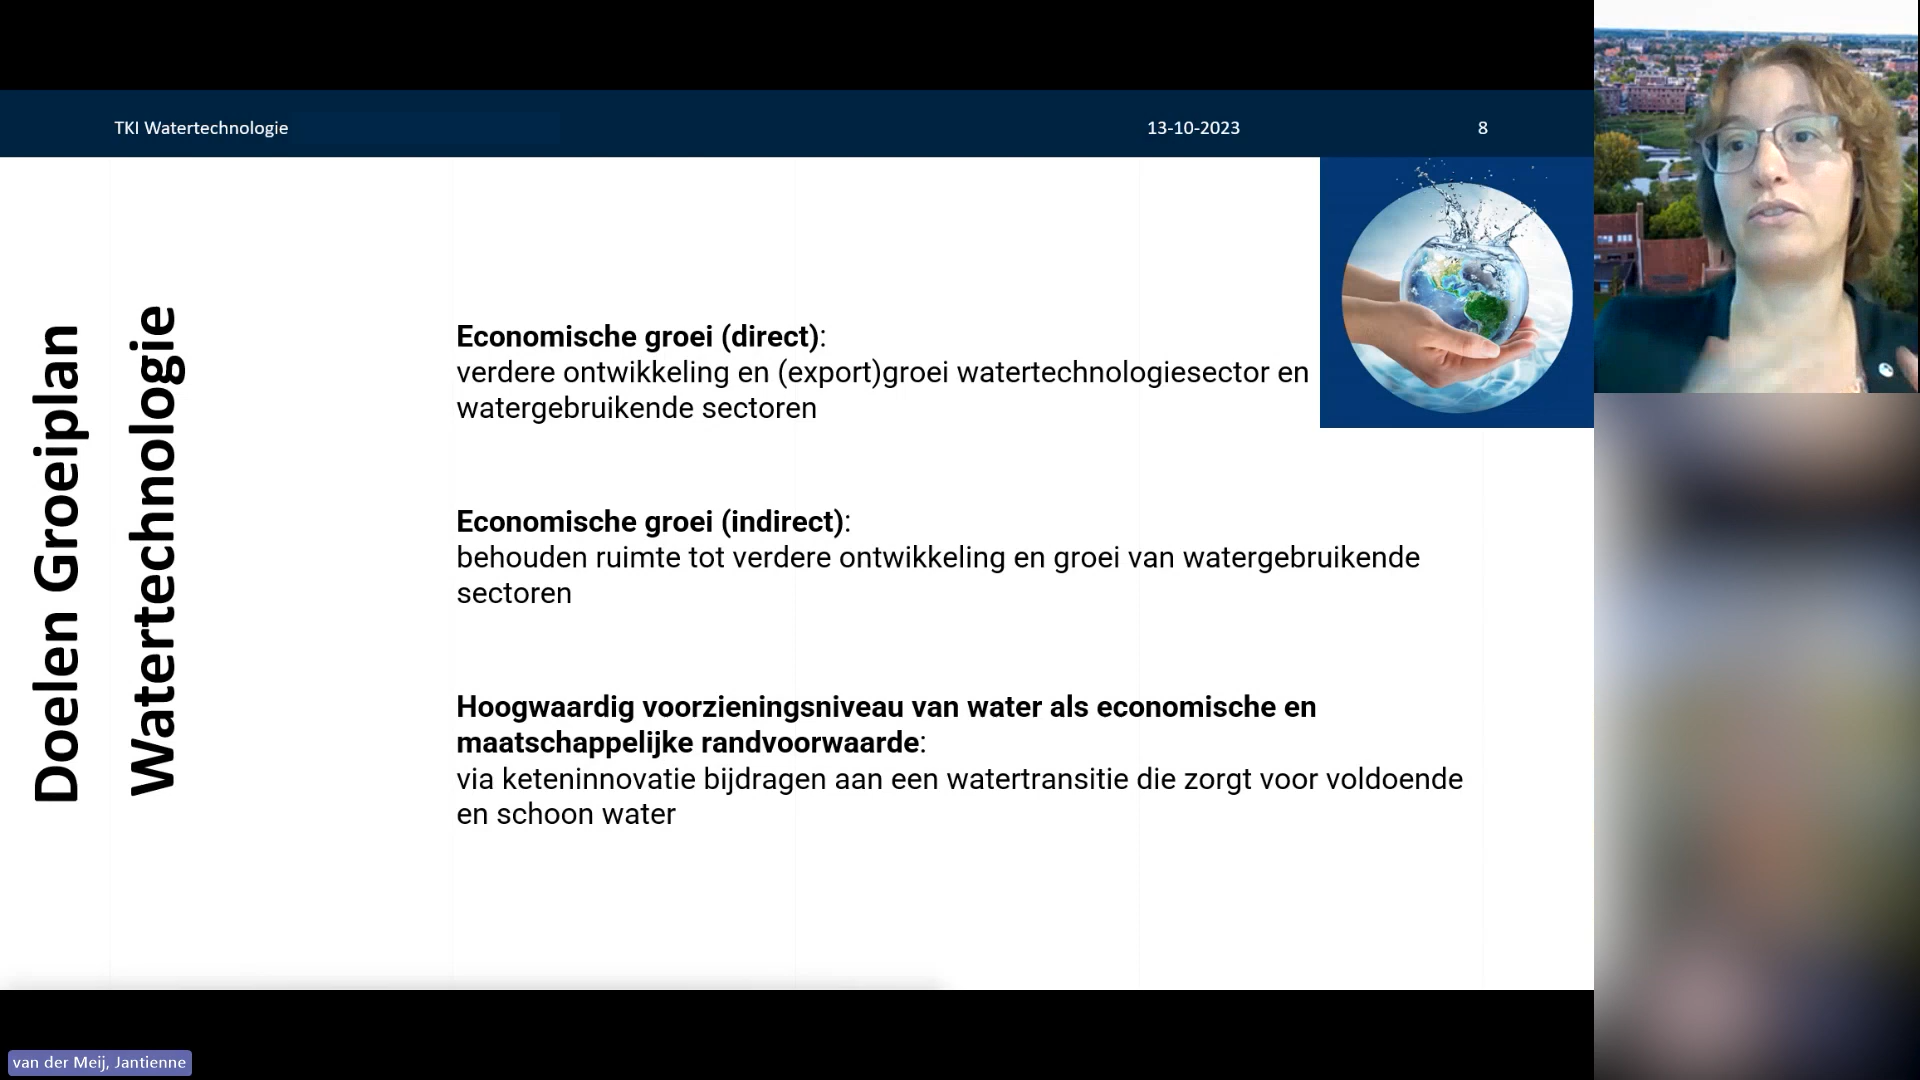 TKI Watertechnologie
13-10-2023
8
Doelen Groeiplan
Watertechnologie
Economische groei (direct):
verdere ontwikkeling en (export)groei watertechnologiesector en
watergebruikende sectoren
Economische groei (indirect):
behouden ruimte tot verdere ontwikkeling en groei van watergebruikende
sectoren
Hoogwaardig voorzieningsniveau van water als economische en
maatschappelijke randvoorwaarde:
via keteninnovatie bijdragen aan een watertransitie die zorgt voor voldoende
en schoon water
van der Meij, Jantienne